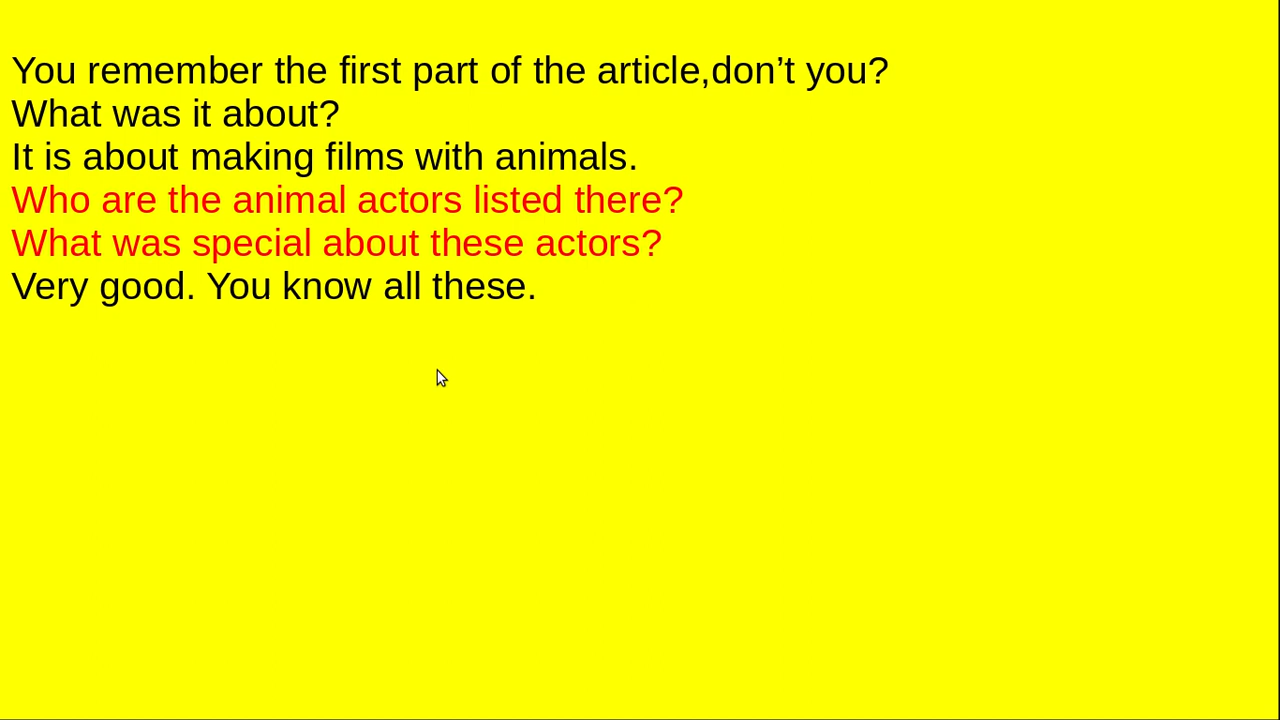 You remember the first part of the article,don’t you?
What was it about?
It is about making films with animals.
Who are the animal actors listed there?
What was special about these actors?
Very good. You know all these.